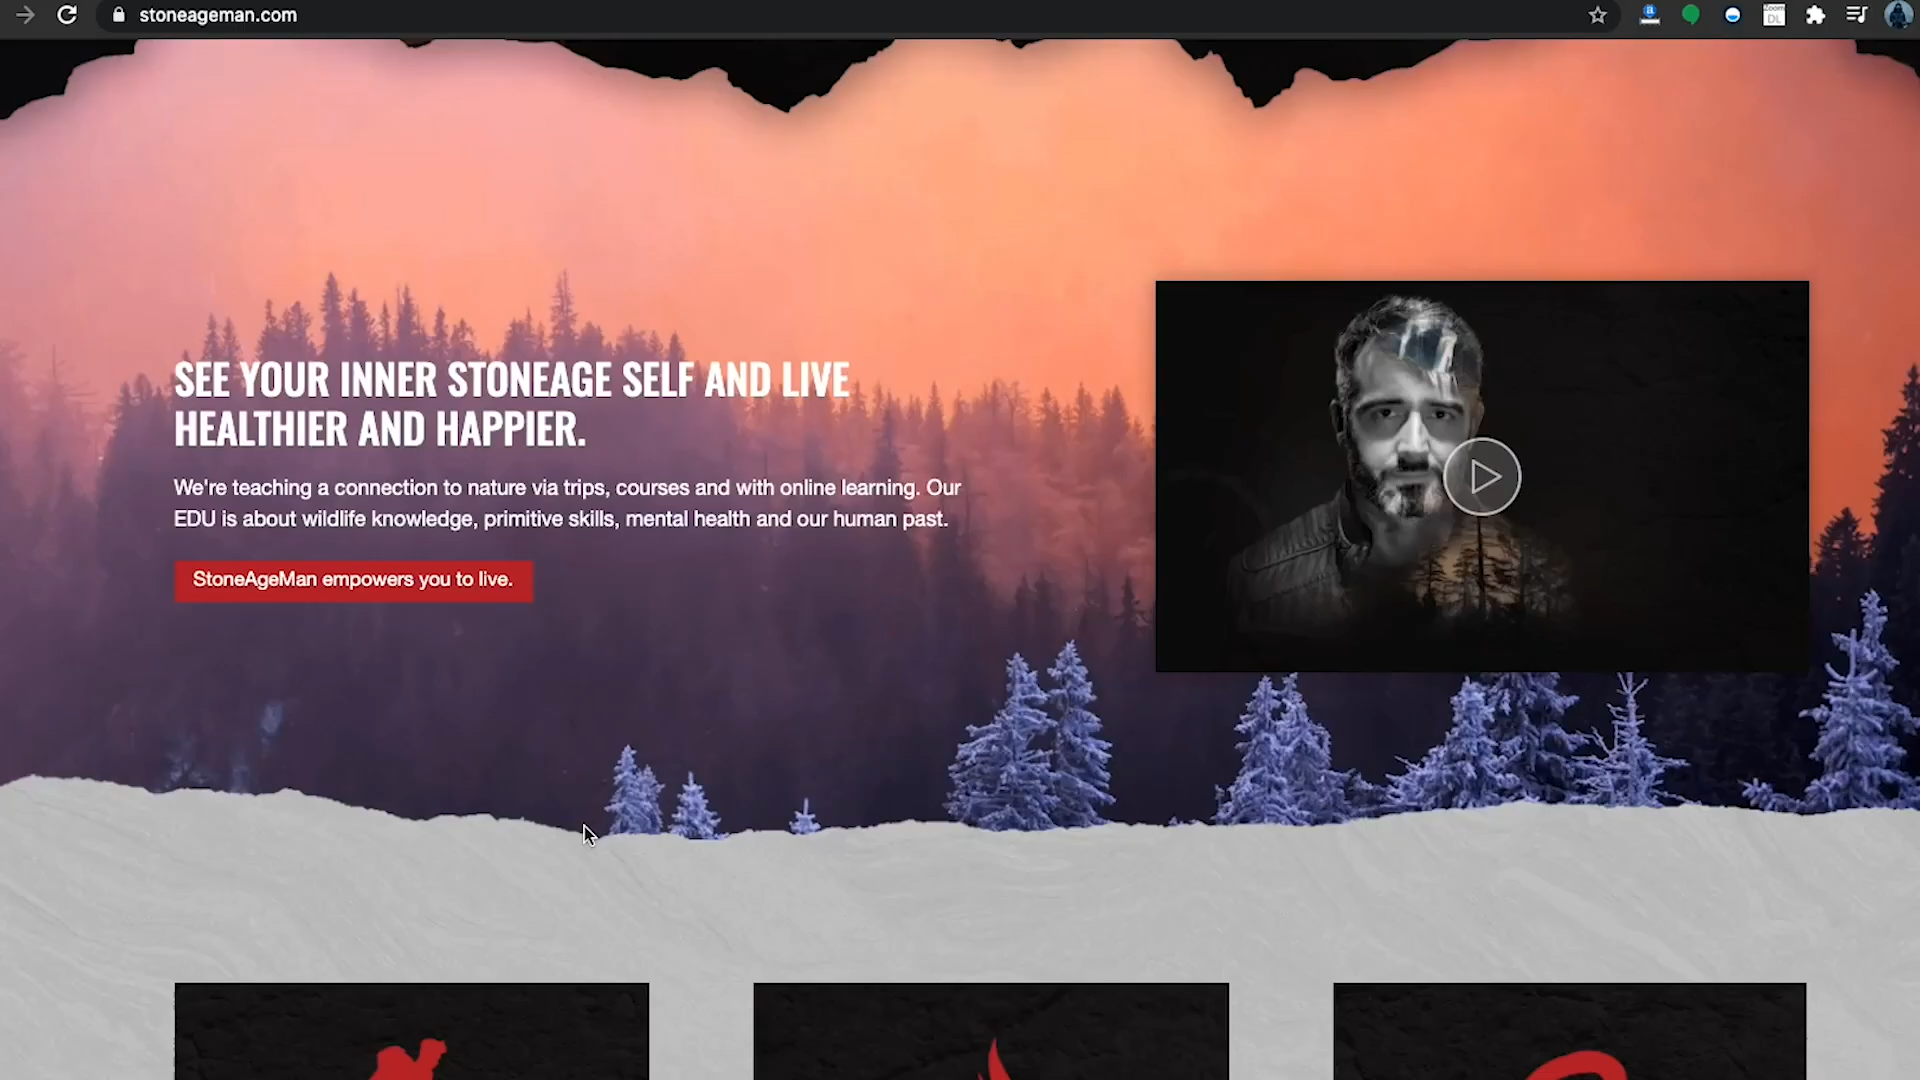 stoneageman.com
Zoom
DL
SEE YOUR INNER STONEAGE SELF AND LIVE
HEALTHIER AND HAPPIER.
We're teaching a connection to nature via trips, courses and with online learning. Our
EDU is about wildlife knowledge, primitive skills, mental health and our human past.
StoneAgeMan empowers you to live.